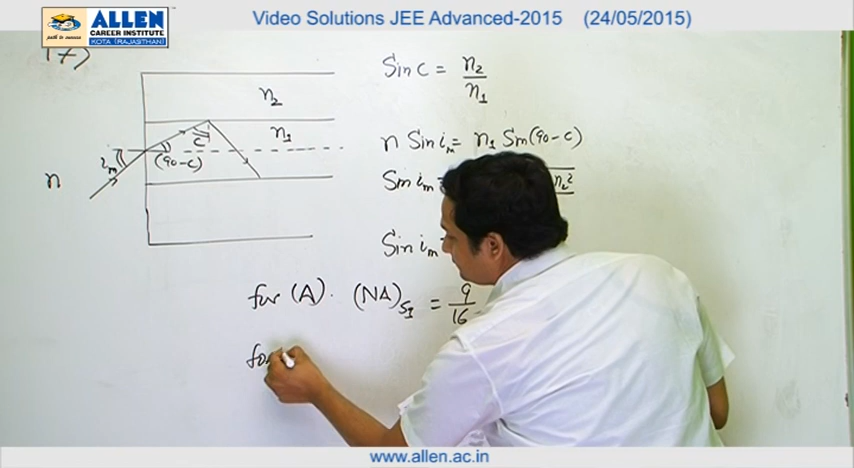 Video Solutions JEE Advanced-2015 (24/05/2015)
ALLEN
CAREER INSTITUTE
KOTA (RAJASTHAN)
path to success
(7)
n₂
n₁
c
(90-c)
iₘ
n
Sin c = n₂/n₁
n Sin iₘ = n₁ Sin(90-c)
Sin iₘ = n₂²
Sin iₘ
for (A). (NA)S₁ = 9/16
for
www.allen.ac.in